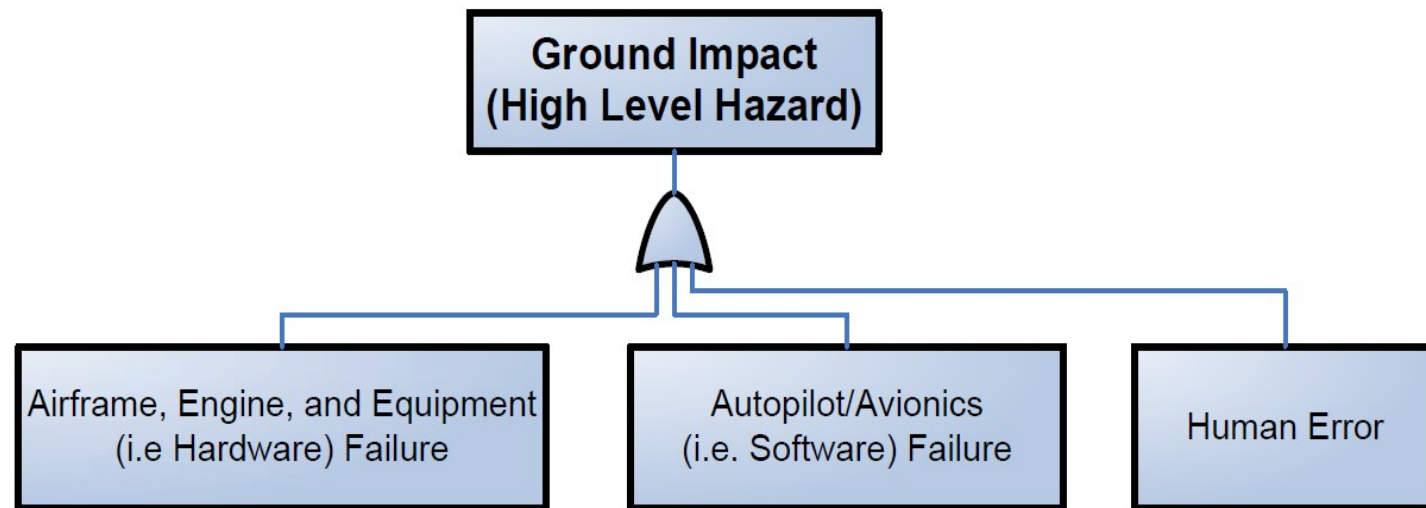 Ground Impact
(High Level Hazard)
Airframe, Engine, and Equipment
(i.e Hardware) Failure
Autopilot/Avionics
(i.e. Software) Failure
Human Error